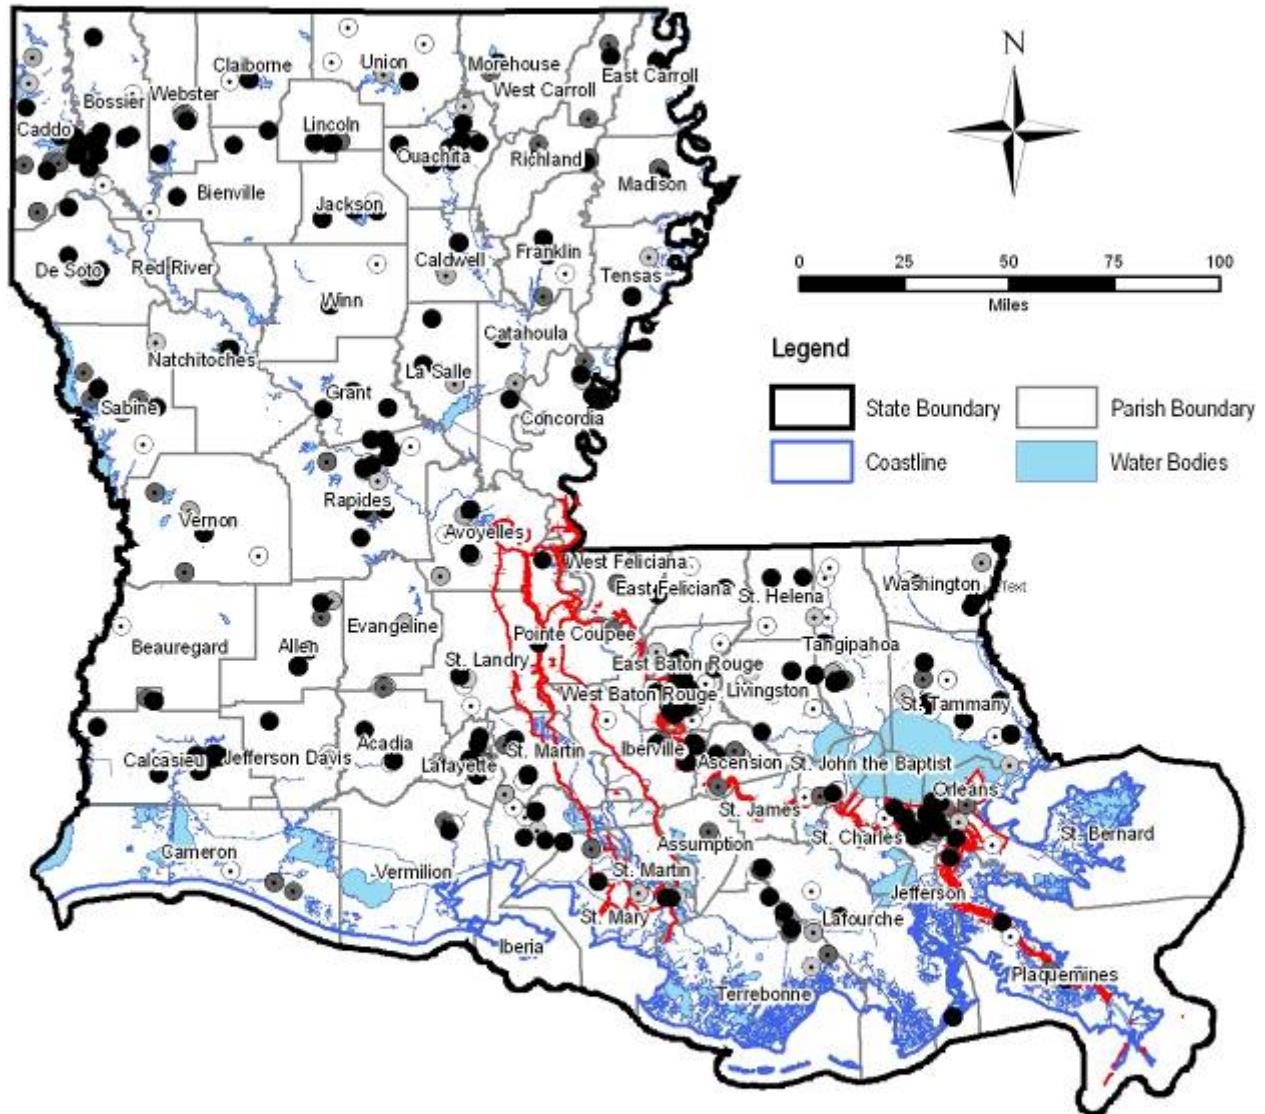 N
0 25 50 75 100
Miles
Legend
State Boundary
Parish Boundary
Coastline
Water Bodies
Claiborne
Union
Morehouse
East Carroll
West Carroll
Bossier
Webster
Caddo
Lincoln
Ouachita
Richland
Madison
Bienville
Jackson
De Soto
Red River
Caldwell
Franklin
Tensas
Winn
Natchitoches
Catahoula
La Salle
Grant
Sabine
Concordia
Rapides
Vernon
Avoyelles
West Feliciana
East Feliciana
St. Helena
Washington
Text
Beauregard
Allen
Evangeline
Pointe Coupee
Tangipahoa
St. Landry
East Baton Rouge
West Baton Rouge
Livingston
St. Tammany
Calcasieu
Jefferson Davis
Acadia
Lafayette
St. Martin
Iberville
Ascension
St. John the Baptist
Orleans
St. James
St. Charles
St. Bernard
Cameron
Vermilion
Assumption
St. Martin
Jefferson
St. Mary
Lafourche
Iberia
Terrebonne
Plaquemines